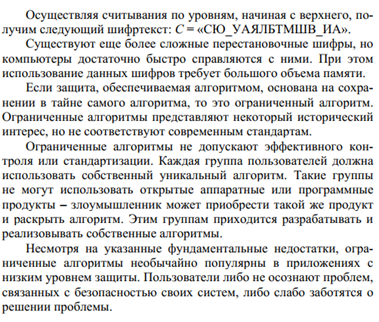 Осуществляя считывания по уровням, начиная с верхнего, по-
лучим следующий шифртекст: C = «СЮ_УАЯЛБТМШВ_ИА».
Существуют еще более сложные перестановочные шифры, но
компьютеры достаточно быстро справляются с ними. При этом
использование данных шифров требует большого объема памяти.
Если защита, обеспечиваемая алгоритмом, основана на сохра-
нении в тайне самого алгоритма, то это ограниченный алгоритм.
Ограниченные алгоритмы представляют некоторый исторический
интерес, но не соответствуют современным стандартам.
Ограниченные алгоритмы не допускают эффективного кон-
троля или стандартизации. Каждая группа пользователей должна
использовать собственный уникальный алгоритм. Такие группы
не могут использовать открытые аппаратные или программные
продукты – злоумышленник может приобрести такой же продукт
и раскрыть алгоритм. Этим группам приходится разрабатывать и
реализовывать собственные алгоритмы.
Несмотря на указанные фундаментальные недостатки, огра-
ниченные алгоритмы необычайно популярны в приложениях с
низким уровнем защиты. Пользователи либо не осознают проблем,
связанных с безопасностью своих систем, либо слабо заботятся о
решении проблемы.